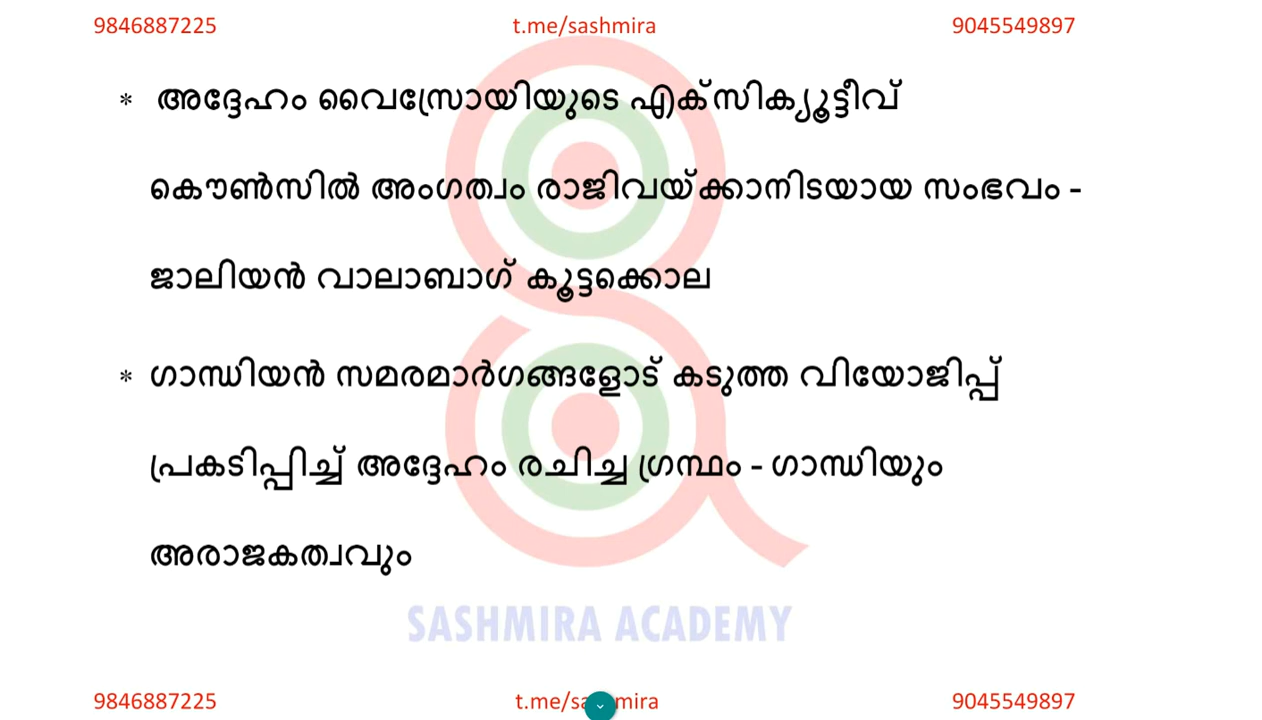 9846887225 t.me/sashmira 9045549897
* അദ്ദേഹം വൈസ്രോയിയുടെ എക്സിക്യൂട്ടീവ്
കൌൺസിൽ അംഗത്വം രാജിവയ്ക്കാനിടയായ സംഭവം -
ജാലിയൻ വാലാബാഗ് കൂട്ടക്കൊല
* ഗാന്ധിയൻ സമരമാർഗങ്ങളോട് കടുത്ത വിയോജിപ്പ്
പ്രകടിപ്പിച്ച് അദ്ദേഹം രചിച്ച ഗ്രന്ഥം - ഗാന്ധിയും
അരാജകത്വവും
SASHMIRA ACADEMY
9846887225 9045549897